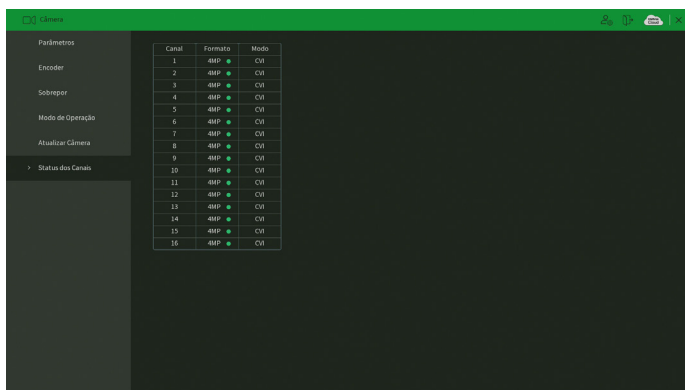 Câmera
Parâmetros
Encoder
Sobrepor
Modo de Operação
Atualizar Câmera
> Status dos Canais
Canal Formato Modo
1 4MP CVI
2 4MP CVI
3 4MP CVI
4 4MP CVI
5 4MP CVI
6 4MP CVI
7 4MP CVI
8 4MP CVI
9 4MP CVI
10 4MP CVI
11 4MP CVI
12 4MP CVI
13 4MP CVI
14 4MP CVI
15 4MP CVI
16 4MP CVI